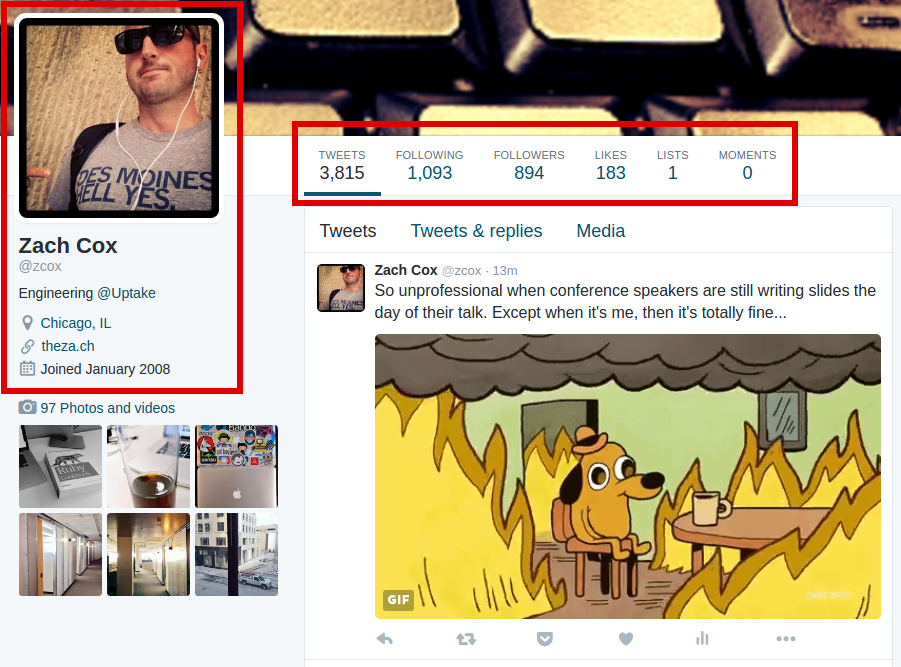 DES MOINES
HELL YES.
Zach Cox
@zcox
Engineering @Uptake
Chicago, IL
theza.ch
Joined January 2008
97 Photos and videos
Ruby
TWEETS FOLLOWING FOLLOWERS LIKES LISTS MOMENTS
3,815 1,093 894 183 1 0
Tweets Tweets & replies Media
Zach Cox @zcox · 13m
So unprofessional when conference speakers are still writing slides the
day of their talk. Except when it's me, then it's totally fine...
GIF